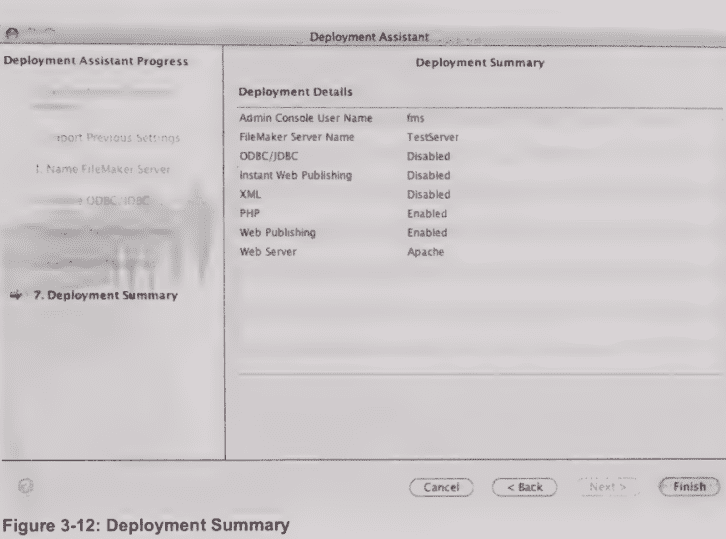 Deployment Assistant
Deployment Assistant Progress
Import Previous Settings
Name FileMaker Server
ODBC/JDBC
7. Deployment Summary
Deployment Summary
Deployment Details
Admin Console User Name fms
FileMaker Server Name TestServer
ODBC/JDBC Disabled
Instant Web Publishing Disabled
XML Disabled
PHP Enabled
Web Publishing Enabled
Web Server Apache
Cancel
< Back
Next >
Finish
Figure 3-12: Deployment Summary